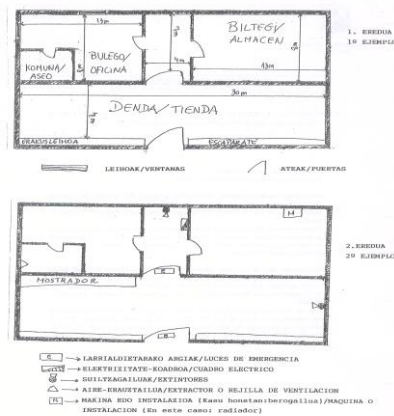 13m
BILTEGI/
ALMACEN
1. EREDUA
1º EJEMPLO
KOMUNA/
ASEO
BULEGO/
OFICINA
4m
13m
30m
DENDA/TIENDA
ERAKUSLEIHOA
ESCAPARATE
LEIHOAK/VENTANAS
ATEAK/PUERTAS
M
2.EREDUA
2º EJEMPLO
MOSTRADOR
E
E
E → LARRIALDIETARAKO ARGIAK/LUCES DE EMERGENCIA
→ ELEKTRIZITATE-KOADROA/CUADRO ELECTRICO
→ SUILTZAGAILUAK/EXTINTORES
→ AIRE-ERAUZTAILUA/EXTRACTOR O REJILLA DE VENTILACION
M → MAKINA EDO INSTALAZIOA (Kasu honetan:berogailua)/MAQUINA O
INSTALACION (En este caso: radiador)